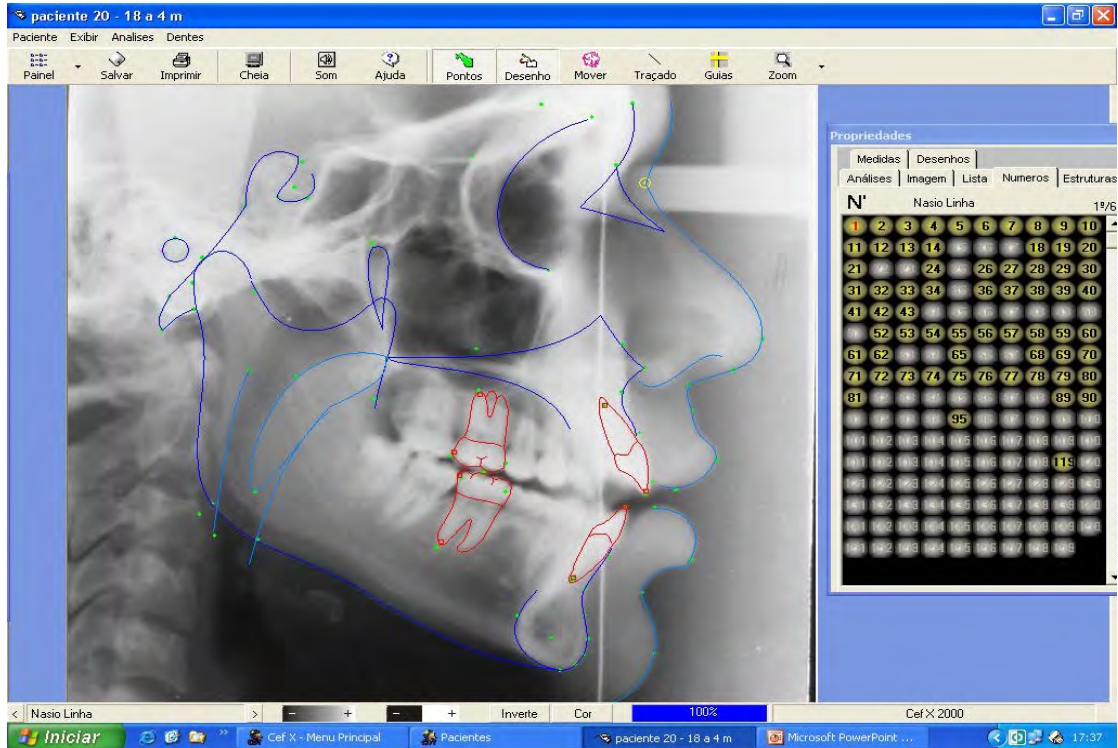 paciente 20 - 18 a 4 m
Paciente Exibir Analises Dentes
Painel Salvar Imprimir Cheia Som Ajuda Pontos Desenho Mover Traçado Guias Zoom
Propriedades
Medidas Desenhos
Análises Imagem Lista Numeros Estruturas
N' Nasio Linha 1º/6
1 2 3 4 5 6 7 8 9 10
11 12 13 14 18 19 20
21 24 26 27 28 29 30
31 32 33 34 36 37 38 39 40
41 42 43
52 53 54 55 56 57 58 59 60
61 62 65 68 69 70
71 72 73 74 75 76 77 78 79 80
81 89 90
95
119
< Nasio Linha > - + - + Inverte Cor 100% Cef X 2000
Iniciar » Cef X - Menu Principal Pacientes paciente 20 - 18 a 4 m Microsoft PowerPoint ... 17:37